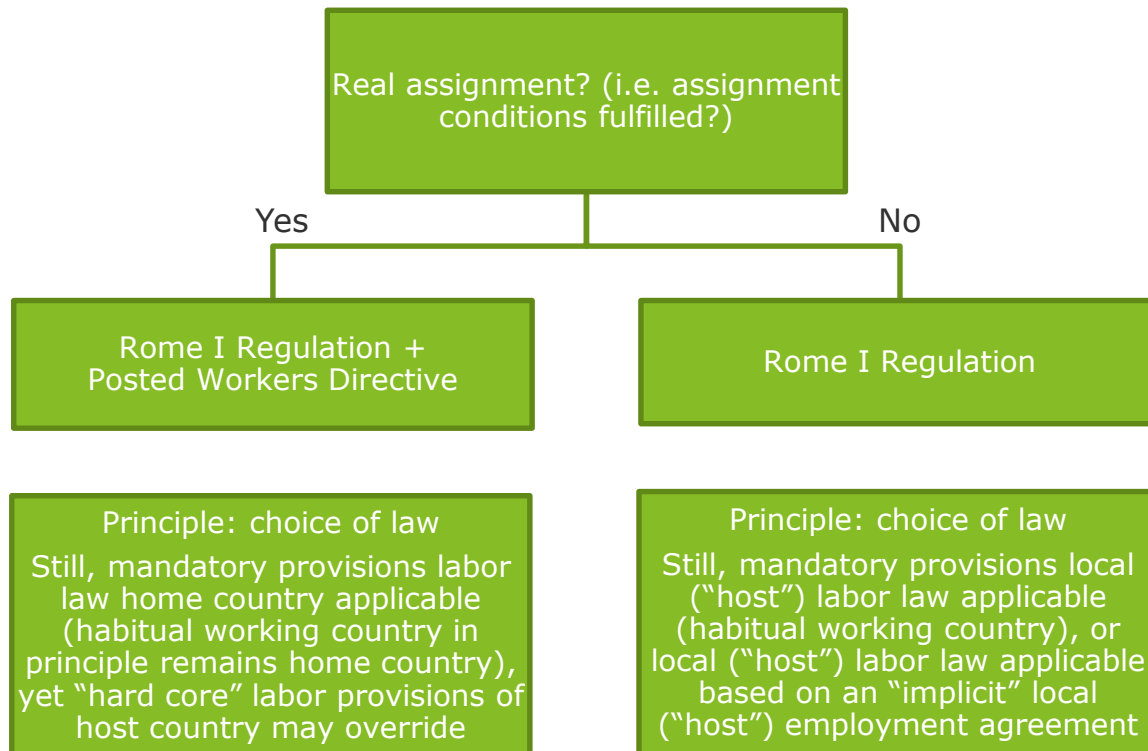 Real assignment? (i.e. assignment
conditions fulfilled?)
Yes
No
Rome I Regulation +
Posted Workers Directive
Rome I Regulation
Principle: choice of law
Still, mandatory provisions labor
law home country applicable
(habitual working country in
principle remains home country),
yet “hard core” labor provisions of
host country may override
Principle: choice of law
Still, mandatory provisions local
(“host”) labor law applicable
(habitual working country), or
local (“host”) labor law applicable
based on an “implicit” local
(“host”) employment agreement